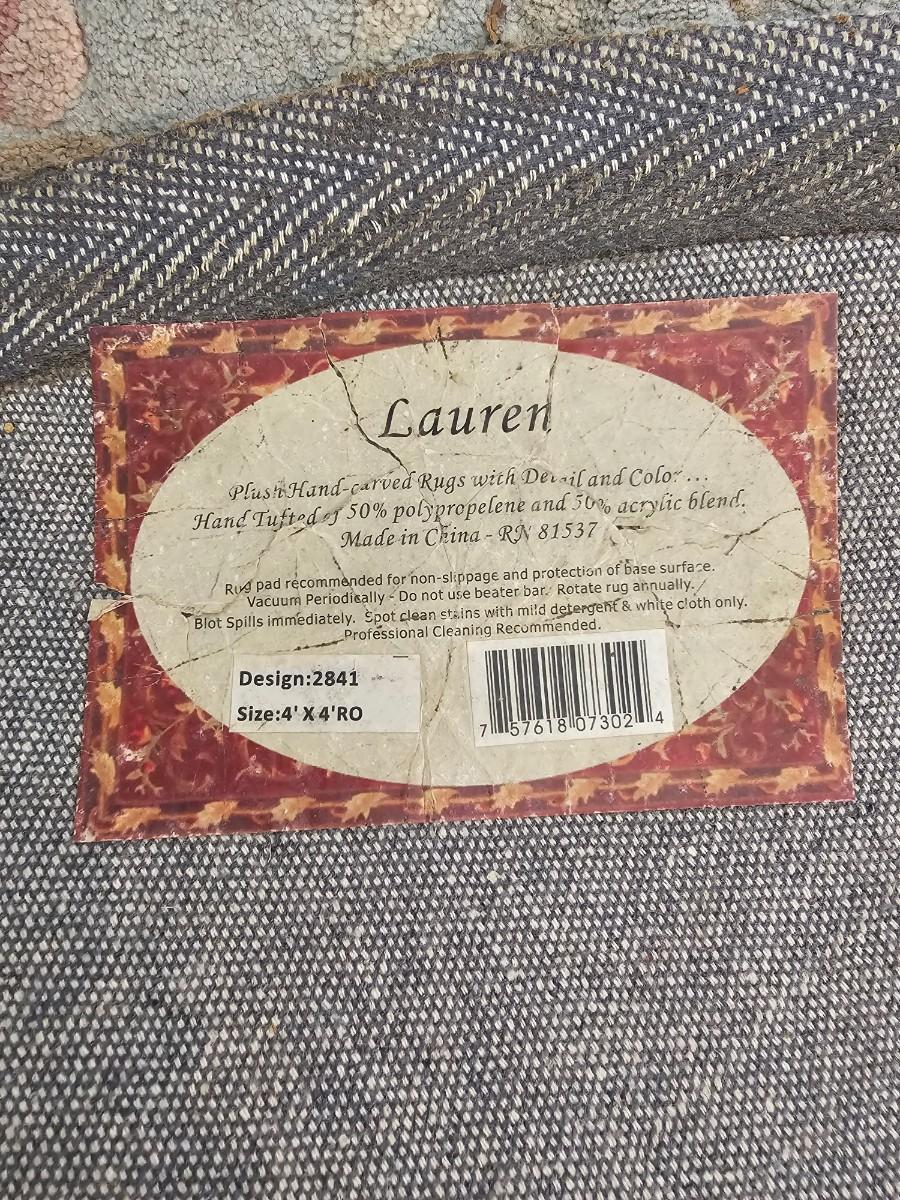 Lauren
Plush Hand-carved Rugs with Detail and Color ...
Hand Tufted of 50% polypropelene and 50% acrylic blend.
Made in China - RN 81537
Rug pad recommended for non-slippage and protection of base surface.
Vacuum Periodically - Do not use beater bar. Rotate rug annually.
Blot Spills immediately. Spot clean stains with mild detergent & white cloth only.
Professional Cleaning Recommended.
Design:2841
Size:4' X 4'RO
7 57618 07302 4